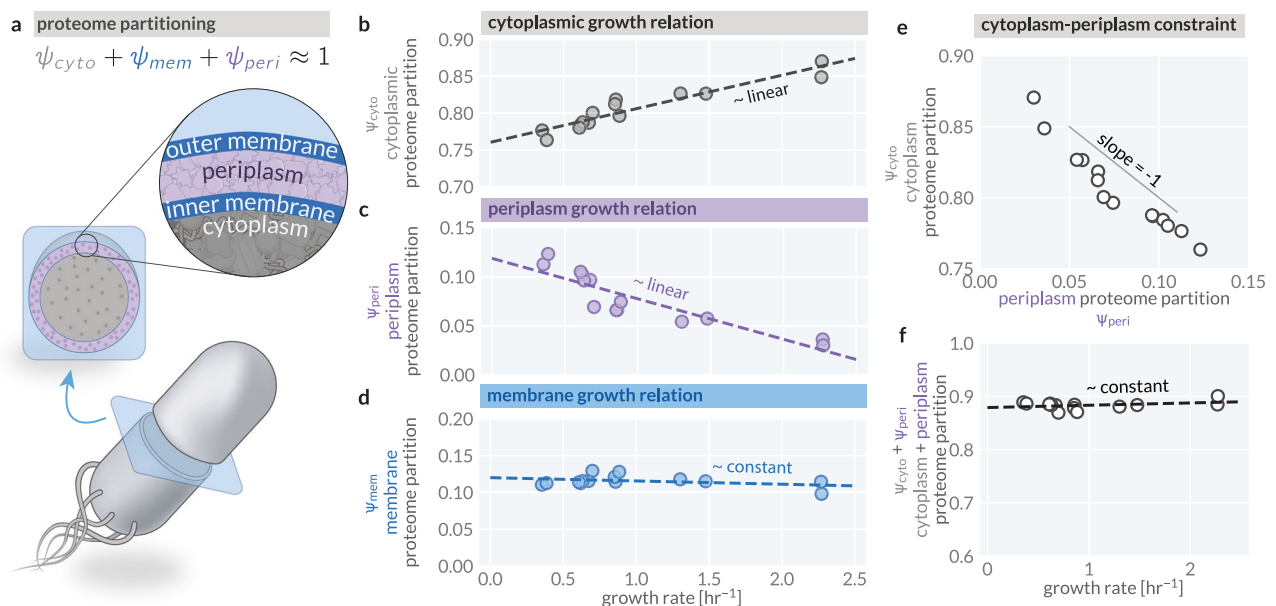 a
proteome partitioning
ψcyto + ψmem + ψperi ≈ 1
outer membrane
periplasm
inner membrane
cytoplasm
b
cytoplasmic growth relation
ψcyto
cytoplasmic
proteome partition
0.90
0.85
0.80
0.75
0.70
~ linear
c
periplasm growth relation
ψperi
periplasm
proteome partition
0.15
0.10
0.05
0.00
~ linear
d
membrane growth relation
ψmem
membrane
proteome partition
0.20
0.15
0.10
0.05
0.00
~ constant
0.0 0.5 1.0 1.5 2.0 2.5
growth rate [hr⁻¹]
e
cytoplasm-periplasm constraint
ψcyto
cytoplasm
proteome partition
0.90
0.85
0.80
0.75
slope = -1
0.00 0.05 0.10 0.15
periplasm proteome partition
ψperi
f
ψcyto + ψperi
cytoplasm + periplasm
proteome partition
1.0
0.9
0.8
0.7
0.6
~ constant
0 1 2
growth rate [hr⁻¹]